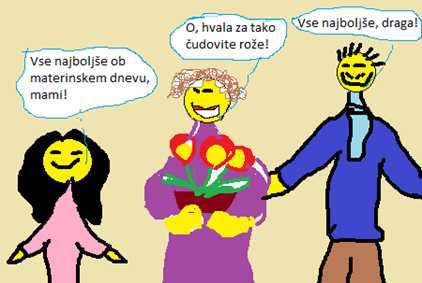 Vse najboljše ob
materinskem dnevu,
mami!
O, hvala za tako
čudovite rože!
Vse najboljše, draga!